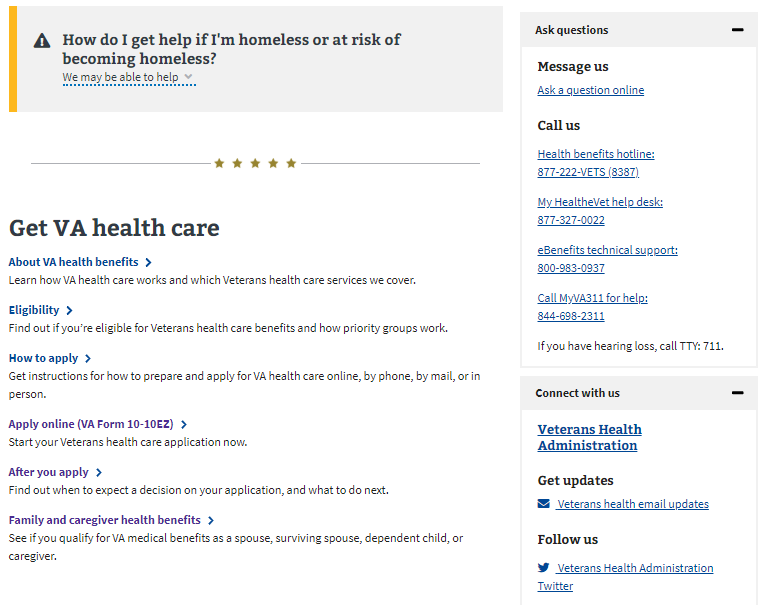 How do I get help if I'm homeless or at risk of
becoming homeless?
We may be able to help
Get VA health care
About VA health benefits
Learn how VA health care works and which Veterans health care services we cover.
Eligibility
Find out if you’re eligible for Veterans health care benefits and how priority groups work.
How to apply
Get instructions for how to prepare and apply for VA health care online, by phone, by mail, or in
person.
Apply online (VA Form 10-10EZ)
Start your Veterans health care application now.
After you apply
Find out when to expect a decision on your application, and what to do next.
Family and caregiver health benefits
See if you qualify for VA medical benefits as a spouse, surviving spouse, dependent child, or
caregiver.
Ask questions
Message us
Ask a question online
Call us
Health benefits hotline:
877-222-VETS (8387)
My HealtheVet help desk:
877-327-0022
eBenefits technical support:
800-983-0937
Call MyVA311 for help:
844-698-2311
If you have hearing loss, call TTY: 711.
Connect with us
Veterans Health
Administration
Get updates
Veterans health email updates
Follow us
Veterans Health Administration
Twitter